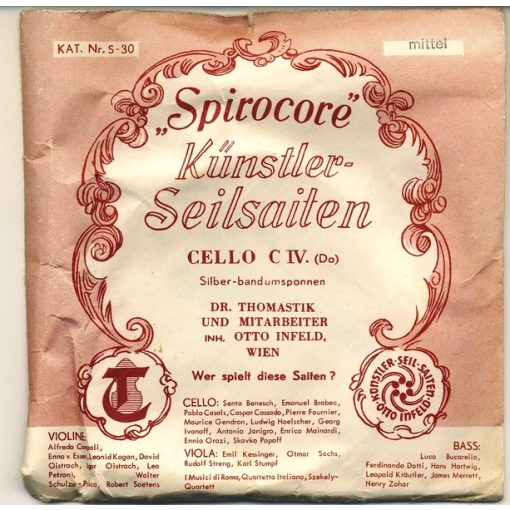 KAT. Nr. S-30
mittel
„Spirocore"
Künstler-
Seilsaiten
CELLO C IV. (Do)
Silber-bandumsponnen
DR. THOMASTIK
UND MITARBEITER
INH. OTTO INFELD,
WIEN
Wer spielt diese Saiten ?
T
KÜNSTLER-SEIL-SAITEN
OTTO INFELD
VIOLINE:
Alfredo Campoli,
Enno v. Essen, Leonid Kogan, David
Oistrach, Igor Oistrach, Leo
Petroni, Walter
Schulze-Prica, Robert Soëtens
CELLO: Senta Benesch, Emanuel Brabec,
Pablo Casals, Caspar Cassado, Pierre Fournier,
Maurice Gendron, Ludwig Hoelscher, Georg
Ivanoff, Antonio Janigro, Enrico Mainardi,
Ennio Orazi, Skavko Popoff
VIOLA: Emil Kessinger, Otmar Sachs,
Rudolf Streng, Karl Stumpf
I Musici di Roma, Quartetto Italiano, Szekely-
Quartett
BASS:
Luca Bucarella,
Ferdinando Dotti, Hans Hartwig,
Leopold Kräutler, James Merrett,
Henry Zohar